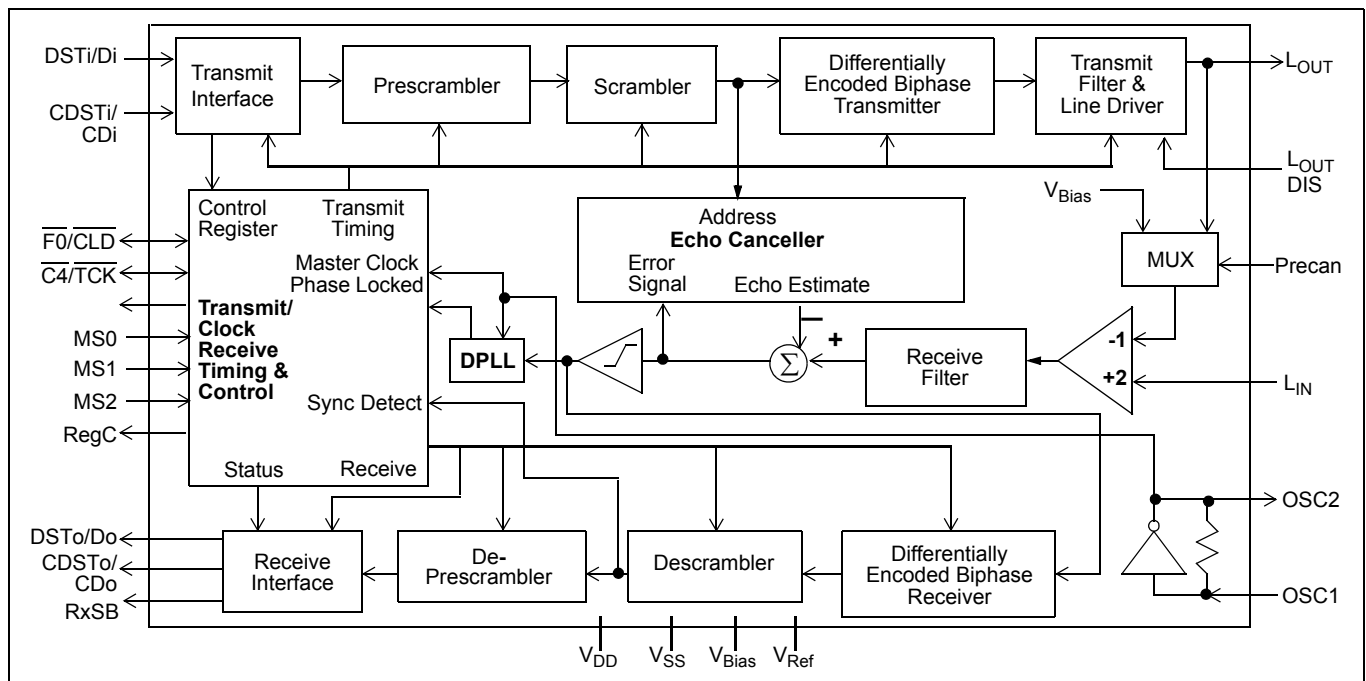 DSTi/Di
CDSTi/
CDi
Transmit
Interface
Prescrambler
Scrambler
Differentially
Encoded Biphase
Transmitter
Transmit
Filter &
Line Driver
LOUT
LOUT
DIS
VBias
Control
Register
Transmit
Timing
Address
Echo Canceller
Error
Signal
Echo Estimate
MUX
Precan
F0/CLD
C4/TCK
Master Clock
Phase Locked
Transmit/
Clock
Receive
Timing &
Control
MS0
MS1
MS2
RegC
DPLL
− +
Σ
Receive
Filter
-1
+2
LIN
Sync Detect
Status
Receive
OSC2
DSTo/Do
CDSTo/
CDo
RxSB
Receive
Interface
De-
Prescrambler
Descrambler
Differentially
Encoded Biphase
Receiver
OSC1
VDD
VSS
VBias
VRef